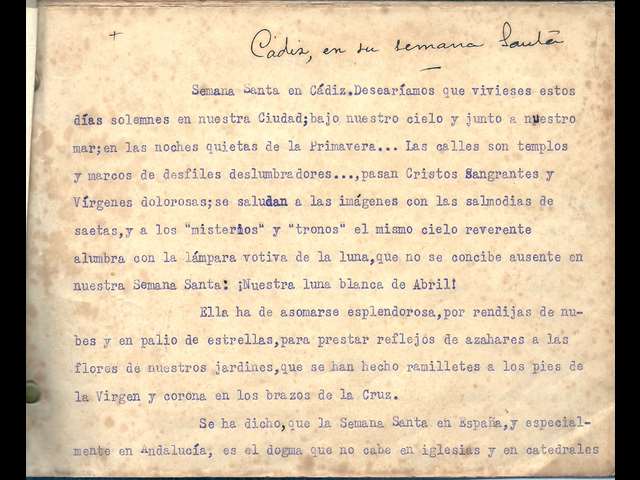 +
Cádiz, en su semana Santa
Semana Santa en Cádiz.Desearíamos que vivieses estos
días solemnes en nuestra Ciudad;bajo nuestro cielo y junto a nuestro
mar;en las noches quietas de la Primavera... Las calles son templos
y marcos de desfiles deslumbradores...,pasan Cristos Sangrantes y
Vírgenes dolorosas;se saludan a las imágenes con las salmodias de
saetas,y a los "misterios" y "tronos" el mismo cielo reverente
alumbra con la lámpara votiva de la luna,que no se concibe ausente en
nuestra Semana Santa: ¡Nuestra luna blanca de Abril!
Ella ha de asomarse esplendorosa,por rendijas de nu-
bes y en palio de estrellas,para prestar reflejos de azahares a las
flores de nuestros jardines,que se han hecho ramilletes a los pies de
la Virgen y corona en los brazos de la Cruz.
Se ha dicho,que la Semana Santa en España,y especial-
mente en Andalucía, es el dogma que no cabe en iglesias y en catedrales